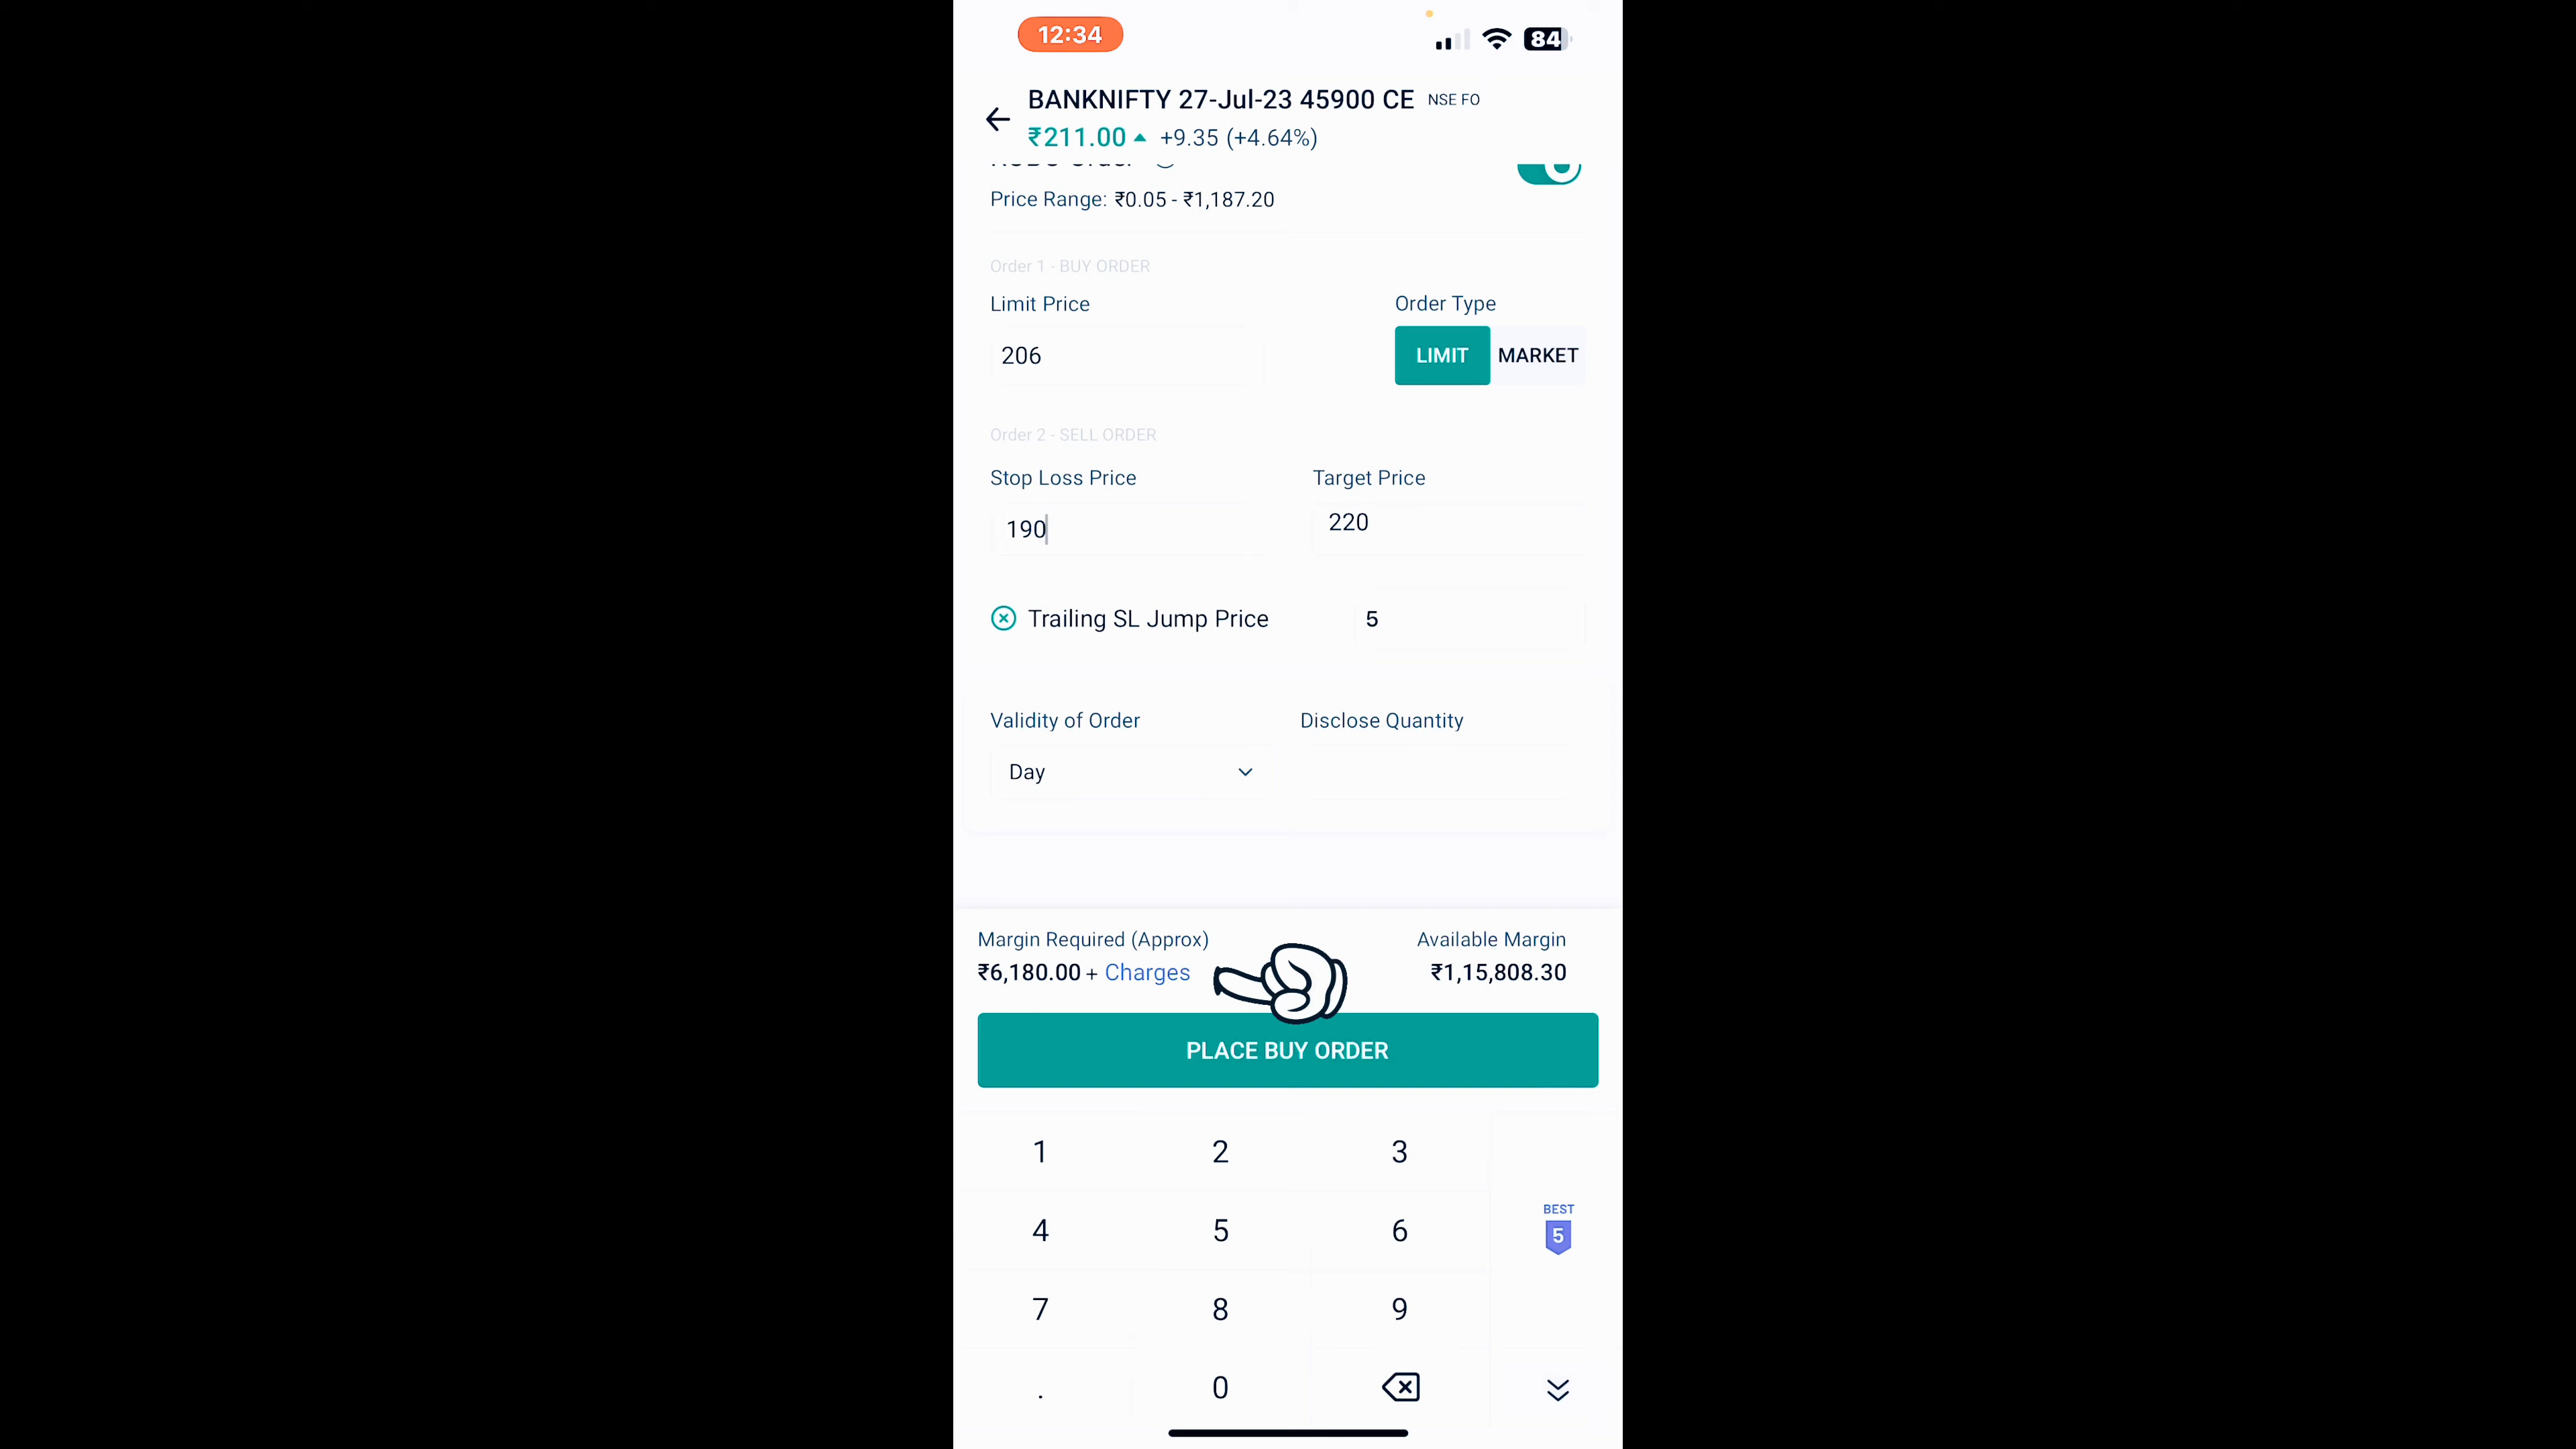 12:34
84
BANKNIFTY 27-Jul-23 45900 CE NSE FO
₹211.00 +9.35 (+4.64%)
Price Range: ₹0.05 - ₹1,187.20
Order 1 - BUY ORDER
Limit Price Order Type
206 LIMIT MARKET
Order 2 - SELL ORDER
Stop Loss Price Target Price
190 220
Trailing SL Jump Price 5
Validity of Order Disclose Quantity
Day
Margin Required (Approx) Available Margin
₹6,180.00 + Charges ₹1,15,808.30
PLACE BUY ORDER
1 2 3
BEST
4 5 6 5
7 8 9
. 0